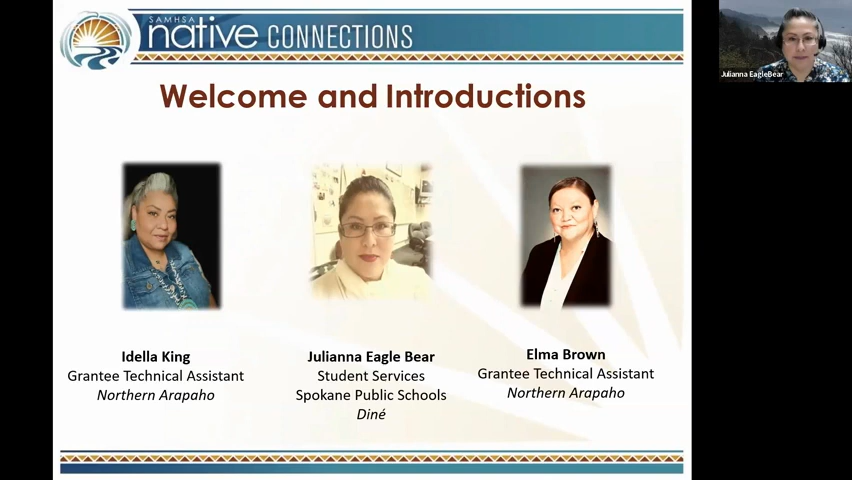 SAMHSA
native CONNECTIONS
Julianna EagleBear
Welcome and Introductions
Idella King
Grantee Technical Assistant
Northern Arapaho
Julianna Eagle Bear
Student Services
Spokane Public Schools
Diné
Elma Brown
Grantee Technical Assistant
Northern Arapaho